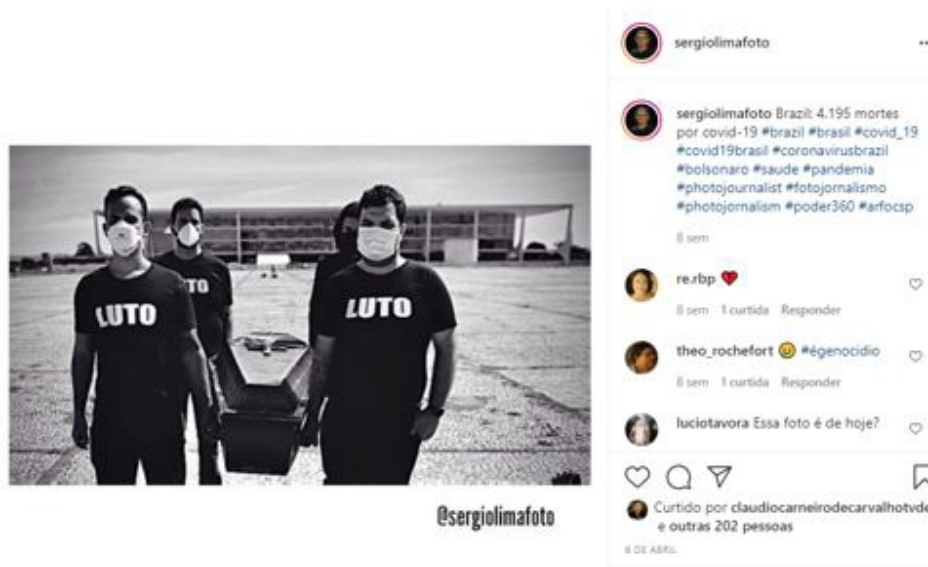 LUTO
TO
LUTO
@sergiolimafoto
sergiolimafoto
sergiolimafoto Brazil: 4.195 mortes
por covid-19 #brazil #brasil #covid_19
#covid19brasil #coronavirusbrazil
#bolsonaro #saude #pandemia
#photojournalist #fotojornalismo
#photojornalism #poder360 #arfocsp
8 sem
re.rbp
8 sem 1 curtida Responder
theo_rochefort #égenocidio
8 sem 1 curtida Responder
luciotavora Essa foto é de hoje?
Curtido por claudiocarneirodecarvalhotvde
e outras 202 pessoas
6 DE ABRIL